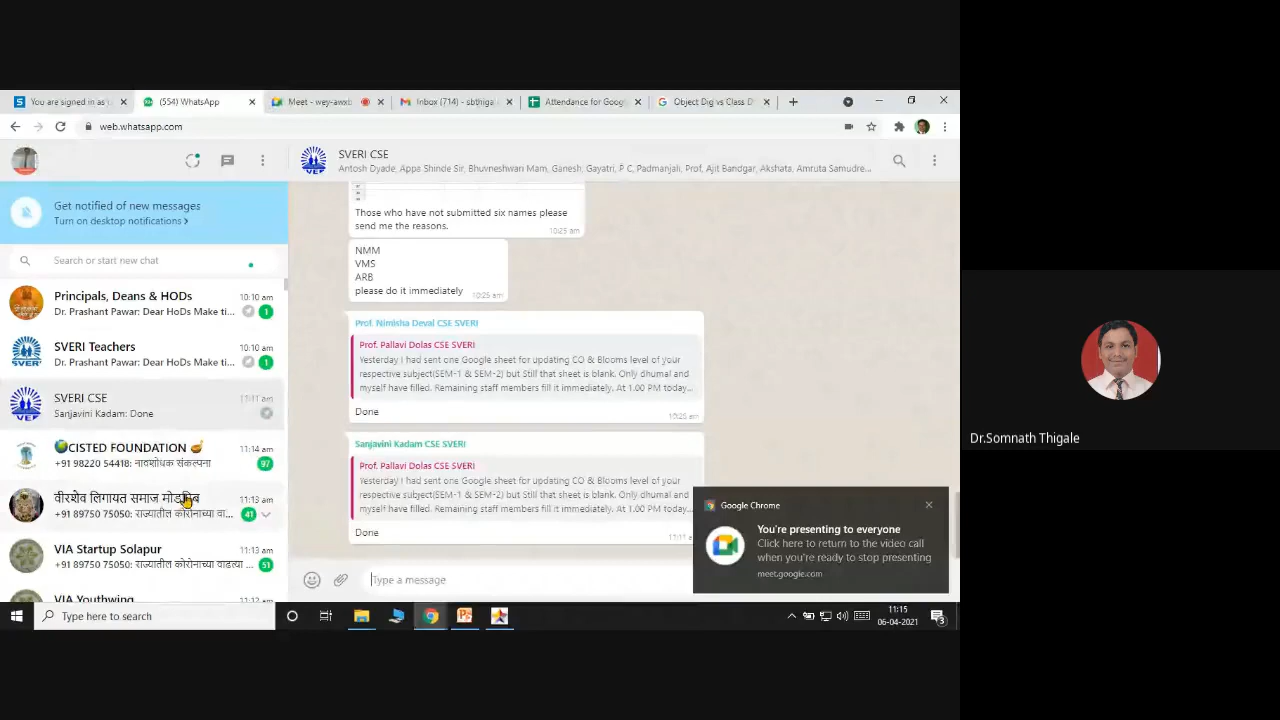 You are signed in as
(554) WhatsApp
Meet - wey-awxb
Inbox (714) - sbthigal
Attendance for Googl
Object Dig vs Class D
web.whatsapp.com
Get notified of new messages
Turn on desktop notifications
Search or start new chat
Principals, Deans & HODs
10:10 am
Dr. Prashant Pawar: Dear HoDs Make ti...
1
SVERI Teachers
10:10 am
Dr. Prashant Pawar: Dear HoDs Make ti...
1
SVERI CSE
11:11 am
Sanjavini Kadam: Done
CISTED FOUNDATION
11:14 am
+91 98220 54418: नावशोधक संकल्पना
97
वीरशेव लिंगायत समाज
11:13 am
+91 89750 75050: राज्यातील कोरोनाच्या वा...
41
VIA Startup Solapur
11:13 am
+91 89750 75050: राज्यातील कोरोनाच्या वाढत्या ...
51
VIA Youthwing
SVERI CSE
Antosh Dyade, Appa Shinde Sir, Bhuvneshwari Mam, Ganesh, Gayatri, P C, Padmanjali, Prof, Ajit Bandgar, Akshata, Amruta Samudre...
Those who have not submitted six names please
send me the reasons.
10:25 am
NMM
VMS
ARB
please do it immediately
10:25 am
Prof. Nimisha Deval CSE SVERI
Prof. Pallavi Dolas CSE SVERI
Yesterday I had sent one Google sheet for updating CO & Blooms level of your
respective subject(SEM-1 & SEM-2) but Still that sheet is blank. Only dhumal and
myself have filled. Remaining staff members fill it immediately. At 1.00 PM today...
Done
10:25 am
Sanjavini Kadam CSE SVERI
Prof. Pallavi Dolas CSE SVERI
Yesterday I had sent one Google sheet for updating CO & Blooms level of your
respective subject(SEM-1 & SEM-2) but Still that sheet is blank. Only dhumal and
myself have filled. Remaining staff members fill it immediately. At 1.00 PM today...
Done
Type a message
Google Chrome
You're presenting to everyone
Click here to return to the video call
when you're ready to stop presenting
meet.google.com
Type here to search
11:15
06-04-2021
3
Dr.Somnath Thigale